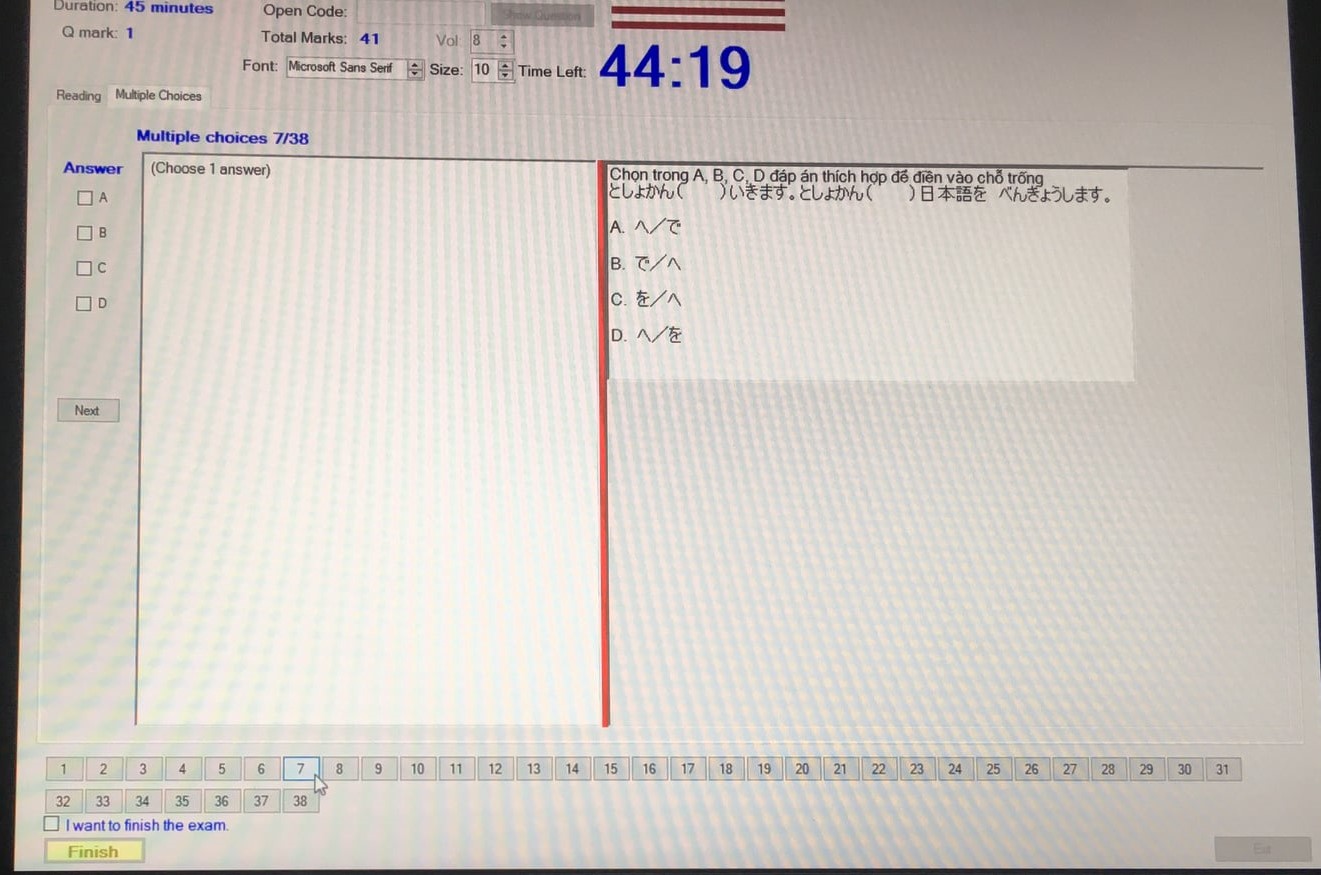 Duration: 45 minutes
Open Code:
Show Question
Q mark: 1
Total Marks: 41
Vol: 8
Font: Microsoft Sans Serif
Size: 10
Time Left: 44:19
Reading
Multiple Choices
Multiple choices 7/38
Answer
A
B
C
D
Next
(Choose 1 answer)
Chọn trong A, B, C, D đáp án thích hợp để điền vào chỗ trống
としょかん(　　)いきます。としょかん(　　)日本語を べんきょうします。
A. へ／で
B. で／へ
C. を／へ
D. へ／を
1 2 3 4 5 6 7 8 9 10 11 12 13 14 15 16 17 18 19 20 21 22 23 24 25 26 27 28 29 30 31
32 33 34 35 36 37 38
I want to finish the exam.
Finish
Exit